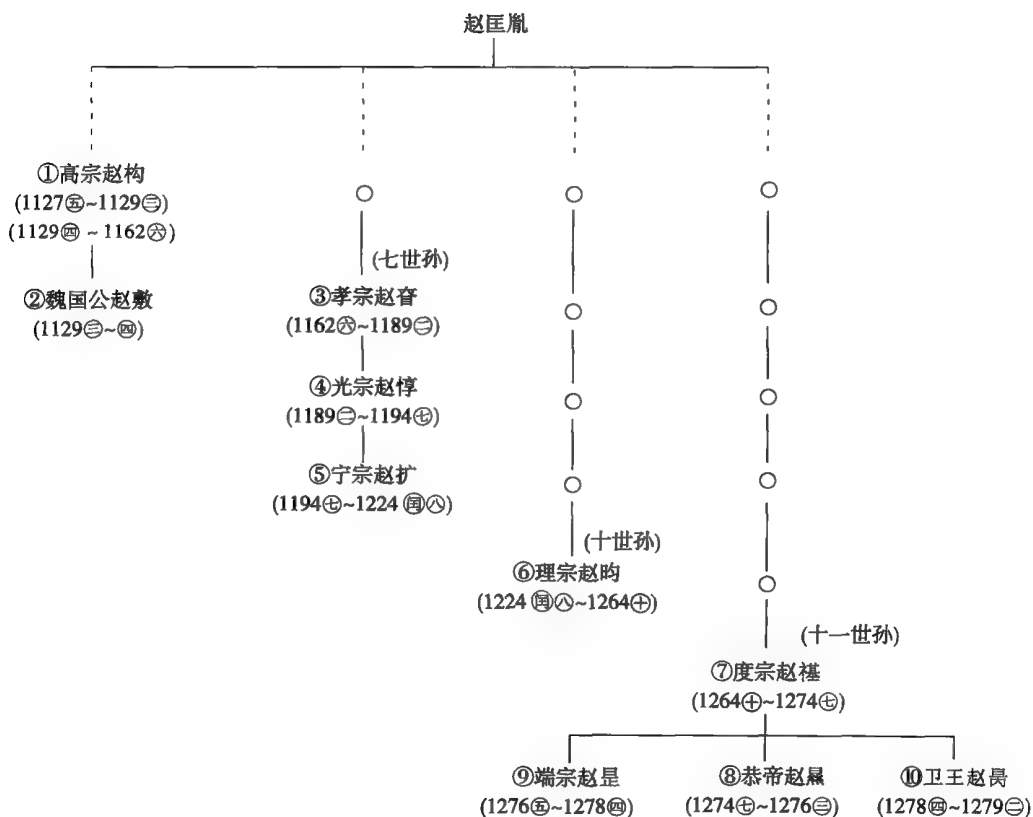 赵匡胤
①高宗赵构
(1127㊄~1129㊂)
(1129㊃~1162㊅)
(七世孙)
②魏国公赵敷
(1129㊂~㊃)
③孝宗赵昚
(1162㊅~1189㊁)
④光宗赵惇
(1189㊁~1194㊆)
⑤宁宗赵扩
(1194㊆~1224闰㊇)
(十世孙)
⑥理宗赵昀
(1224闰㊇~1264㊉)
(十一世孙)
⑦度宗赵禥
(1264㊉~1274㊆)
⑨端宗赵昰
(1276㊄~1278㊃)
⑧恭帝赵㬎
(1274㊆~1276㊂)
⑩卫王赵昺
(1278㊃~1279㊁)